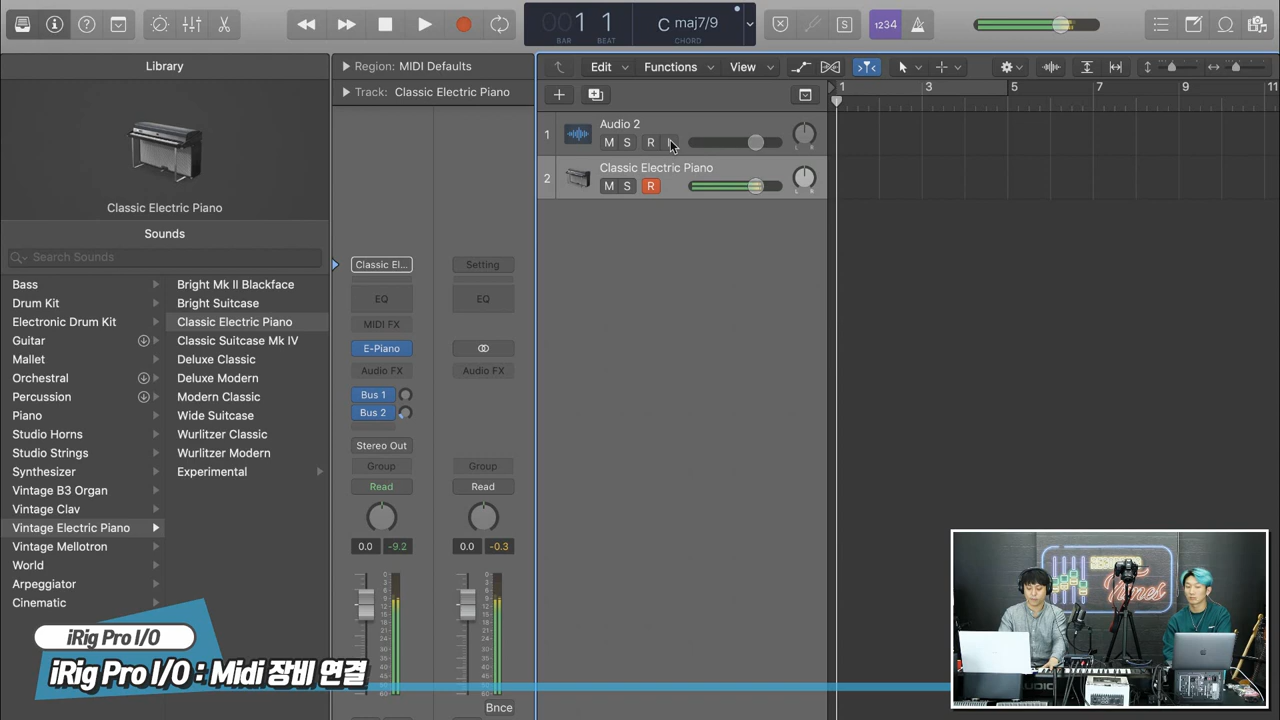 1 1
BAR BEAT
C maj7/9
CHORD
S
1234
Library
Classic Electric Piano
Sounds
Search Sounds
Bass
Drum Kit
Electronic Drum Kit
Guitar
Mallet
Orchestral
Percussion
Piano
Studio Horns
Studio Strings
Synthesizer
Vintage B3 Organ
Vintage Clav
Vintage Electric Piano
Vintage Mellotron
World
Arpeggiator
Cinematic
Bright Mk II Blackface
Bright Suitcase
Classic Electric Piano
Classic Suitcase Mk IV
Deluxe Classic
Deluxe Modern
Modern Classic
Wide Suitcase
Wurlitzer Classic
Wurlitzer Modern
Experimental
Region: MIDI Defaults
Track: Classic Electric Piano
Classic El... Setting
EQ EQ
MIDI FX
E-Piano
Audio FX Audio FX
Bus 1
Bus 2
Stereo Out
Group Group
Read Read
0.0 -9.2 0.0 -0.3
Bnce
Edit Functions View
1 3 5 7 9 11
1 Audio 2
M S R
2 Classic Electric Piano
M S R
iRig Pro I/O
iRig Pro I/O : Midi 장비 연결
Tunes